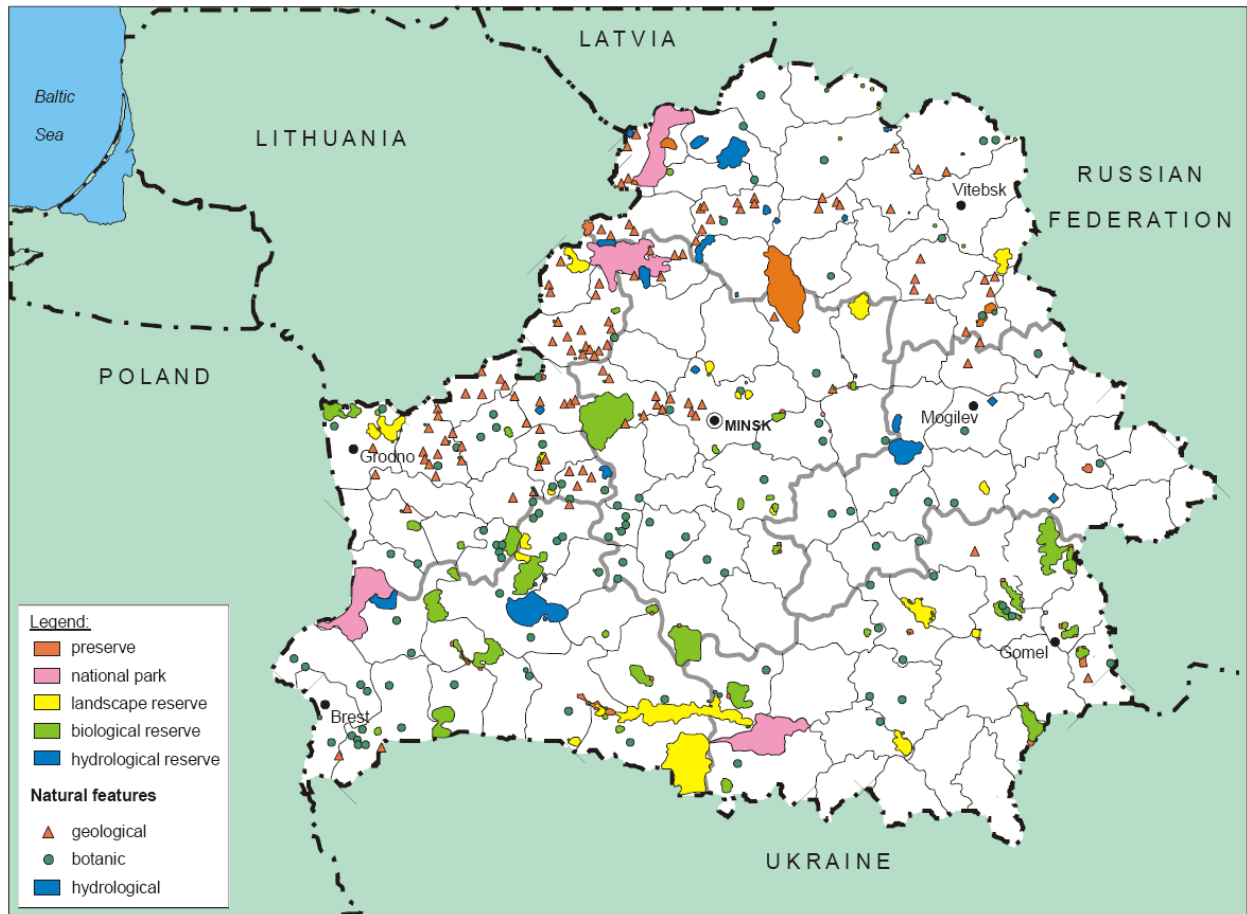 LATVIA
Baltic
Sea
LITHUANIA
RUSSIAN
FEDERATION
Vitebsk
POLAND
MINSK
Mogilev
Grodno
Gomel
Brest
UKRAINE
Legend:
preserve
national park
landscape reserve
biological reserve
hydrological reserve
Natural features
geological
botanic
hydrological